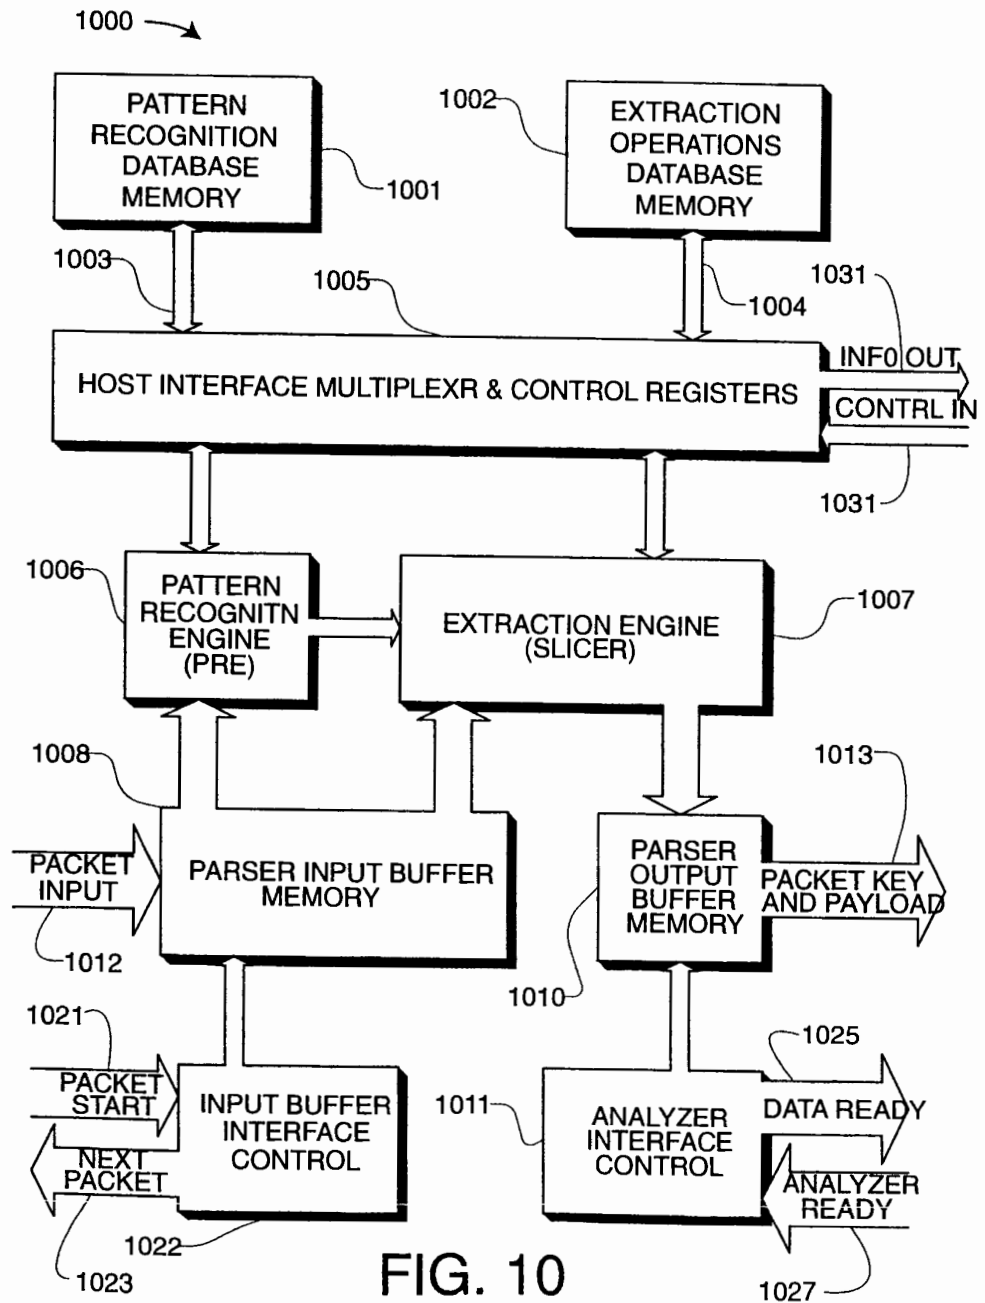 1000
PATTERN
RECOGNITION
DATABASE
MEMORY
1001
1002
EXTRACTION
OPERATIONS
DATABASE
MEMORY
1003
1005
1004
1031
HOST INTERFACE MULTIPLEXR & CONTROL REGISTERS
INFO OUT
CONTRL IN
1031
1006
PATTERN
RECOGNITN
ENGINE
(PRE)
EXTRACTION ENGINE
(SLICER)
1007
1008
1013
PACKET
INPUT
PARSER INPUT BUFFER
MEMORY
PARSER
OUTPUT
BUFFER
MEMORY
PACKET KEY
AND PAYLOAD
1012
1010
1021
1025
PACKET
START
INPUT BUFFER
INTERFACE
CONTROL
1011
ANALYZER
INTERFACE
CONTROL
DATA READY
NEXT
PACKET
ANALYZER
READY
1022
1023
FIG. 10
1027